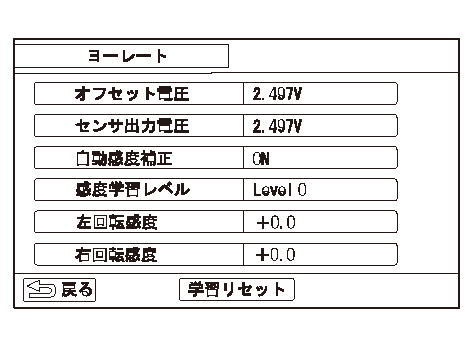 ヨーレート
オフセット電圧 2.497V
センサ出力電圧 2.497V
自動感度補正 ON
感度学習レベル Level 0
左回転感度 +0.0
右回転感度 +0.0
戻る 学習リセット